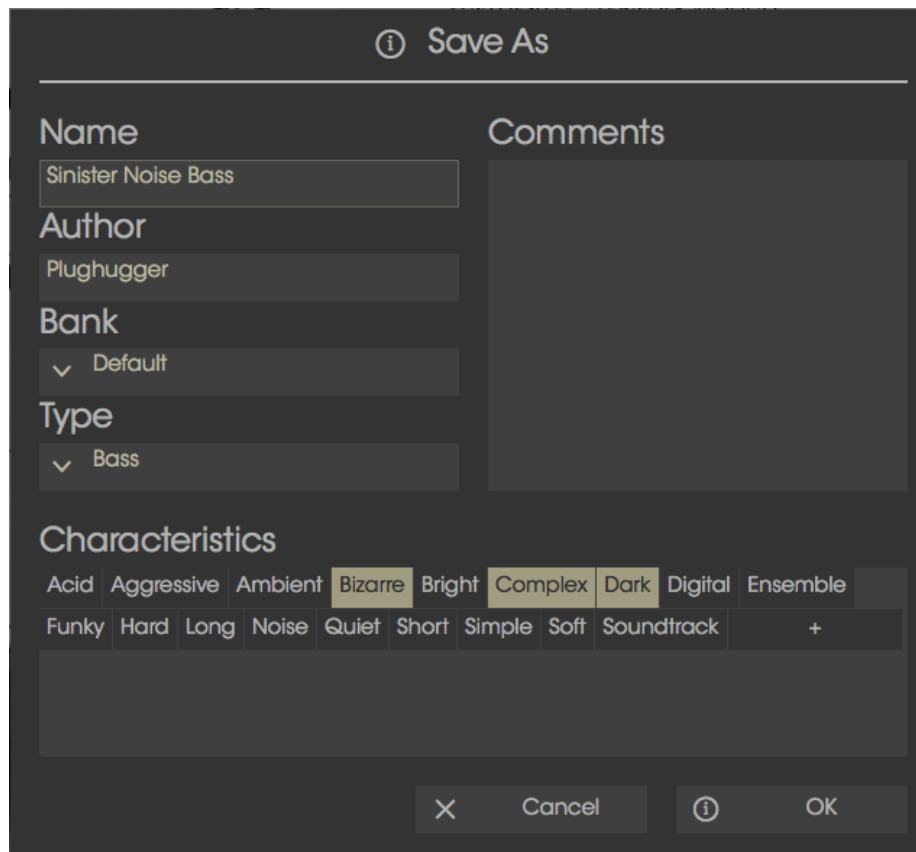 Save As
Name
Sinister Noise Bass
Author
Plughugger
Bank
Default
Type
Bass
Comments
Characteristics
Acid Aggressive Ambient Bizarre Bright Complex Dark Digital Ensemble
Funky Hard Long Noise Quiet Short Simple Soft Soundtrack +
Cancel OK